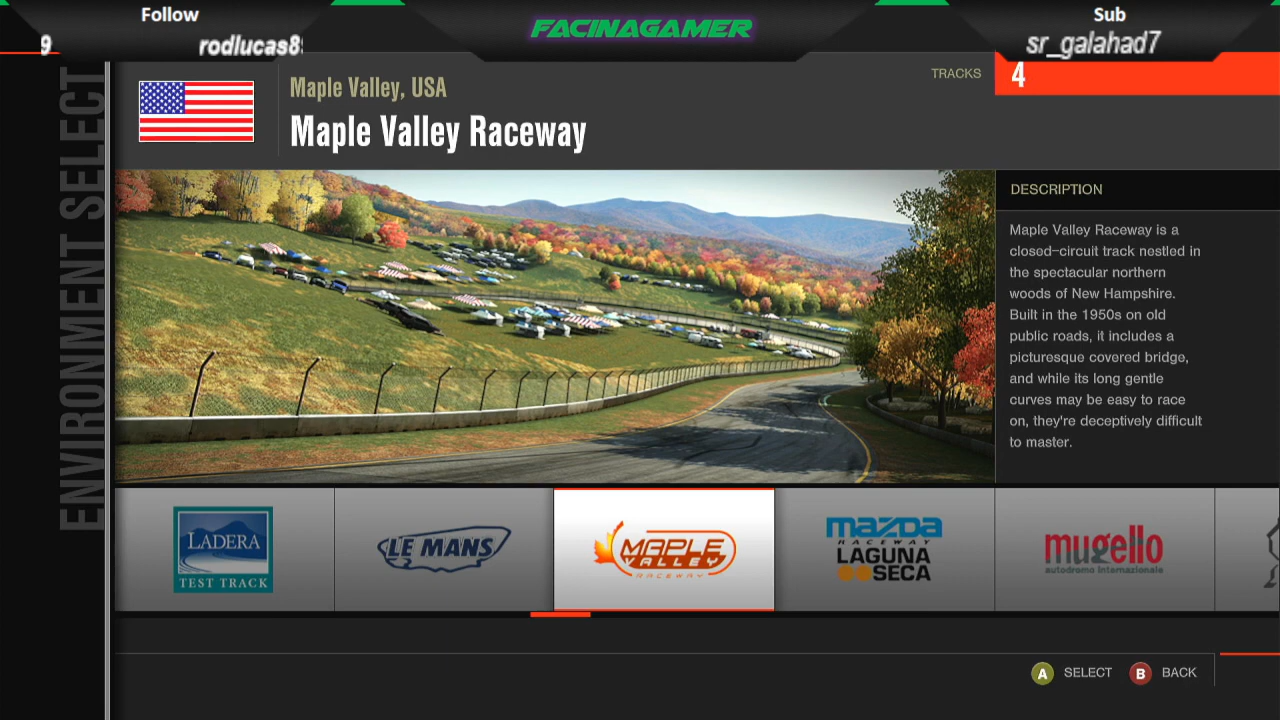 Follow
FACINAGAMER
Sub
9
rodlucas8
sr_galahad7
ENVIRONMENT SELECT
Maple Valley, USA
Maple Valley Raceway
TRACKS
4
DESCRIPTION
Maple Valley Raceway is a
closed-circuit track nestled in
the spectacular northern
woods of New Hampshire.
Built in the 1950s on old
public roads, it includes a
picturesque covered bridge,
and while its long gentle
curves may be easy to race
on, they're deceptively difficult
to master.
LADERA
TEST TRACK
LE MANS
MAPLE
VALLEY
RACEWAY
mazda
RACEWAY
LAGUNA
SECA
mugello
autodromo internazionale
A SELECT
B BACK